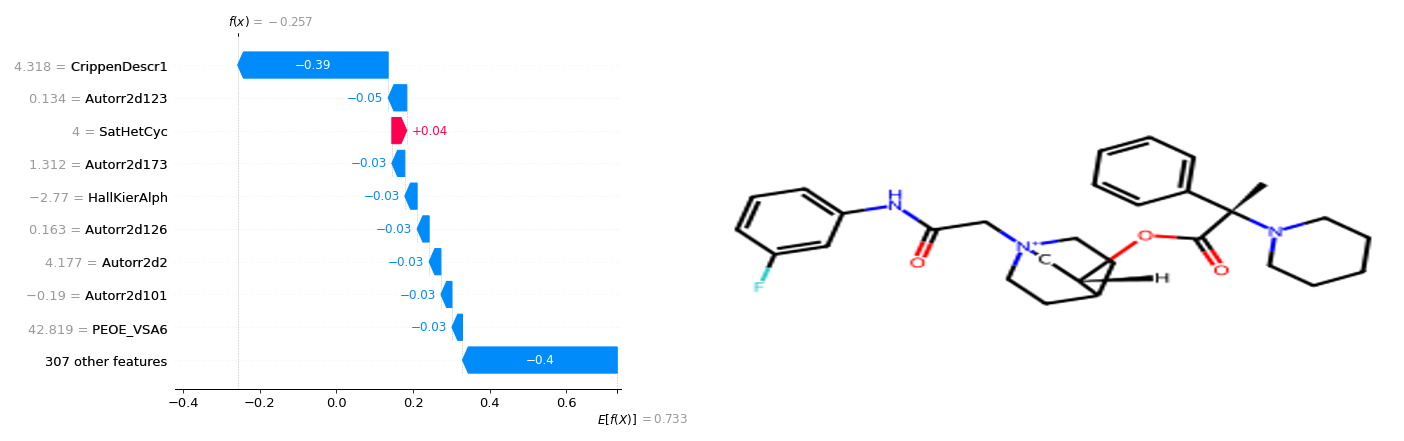 f(x) = −0.257
4.318 = CrippenDescr1
−0.39
0.134 = Autorr2d123
−0.05
4 = SatHetCyc
+0.04
1.312 = Autorr2d173
−0.03
−2.77 = HallKierAlph
−0.03
0.163 = Autorr2d126
−0.03
4.177 = Autorr2d2
−0.03
−0.19 = Autorr2d101
−0.03
42.819 = PEOE_VSA6
−0.03
307 other features
−0.4
−0.4 −0.2 0.0 0.2 0.4 0.6
E[f(X)] = 0.733
H
N
O
F
N+
C
O
H
O
N